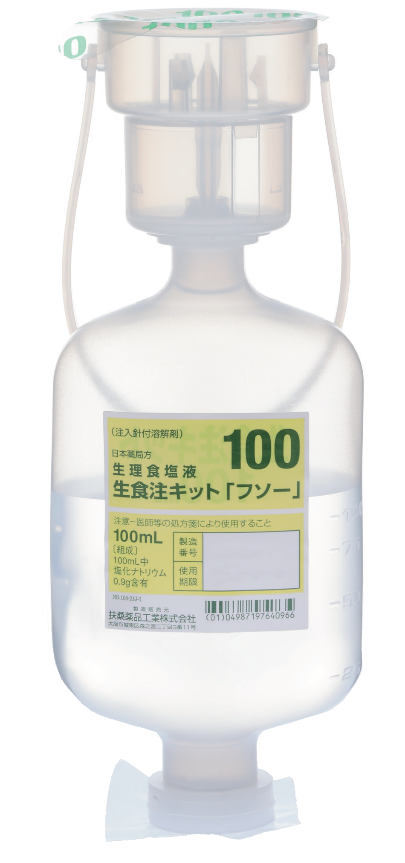 100
（注入針付溶解剤）
100
日本薬局方
生理食塩液
生食注キット「フソー」
注意-医師等の処方箋により使用すること
100mL
〔組成〕
100mL中
塩化ナトリウム
0.9g含有
製造
番号
使用
期限
製造販売元
扶桑薬品工業株式会社
(01)04987197640966